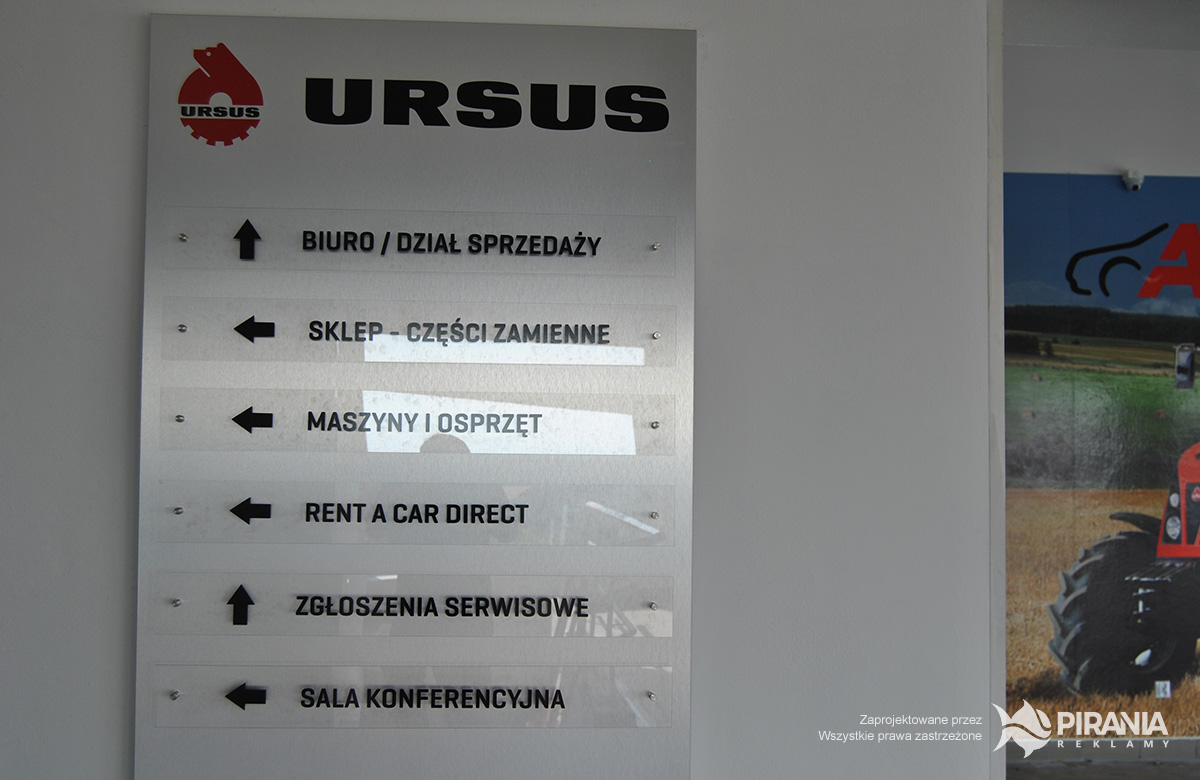 URSUS
URSUS
BIURO / DZIAŁ SPRZEDAŻY
SKLEP - CZĘŚCI ZAMIENNE
MASZYNY I OSPRZĘT
RENT A CAR DIRECT
ZGŁOSZENIA SERWISOWE
SALA KONFERENCYJNA
Zaprojektowane przez
Wszystkie prawa zastrzeżone
PIRANIA
REKLAMY